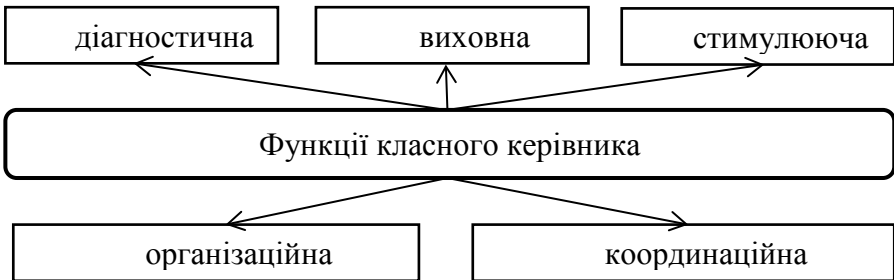 діагностична виховна стимулююча
Функції класного керівника
організаційна координаційна